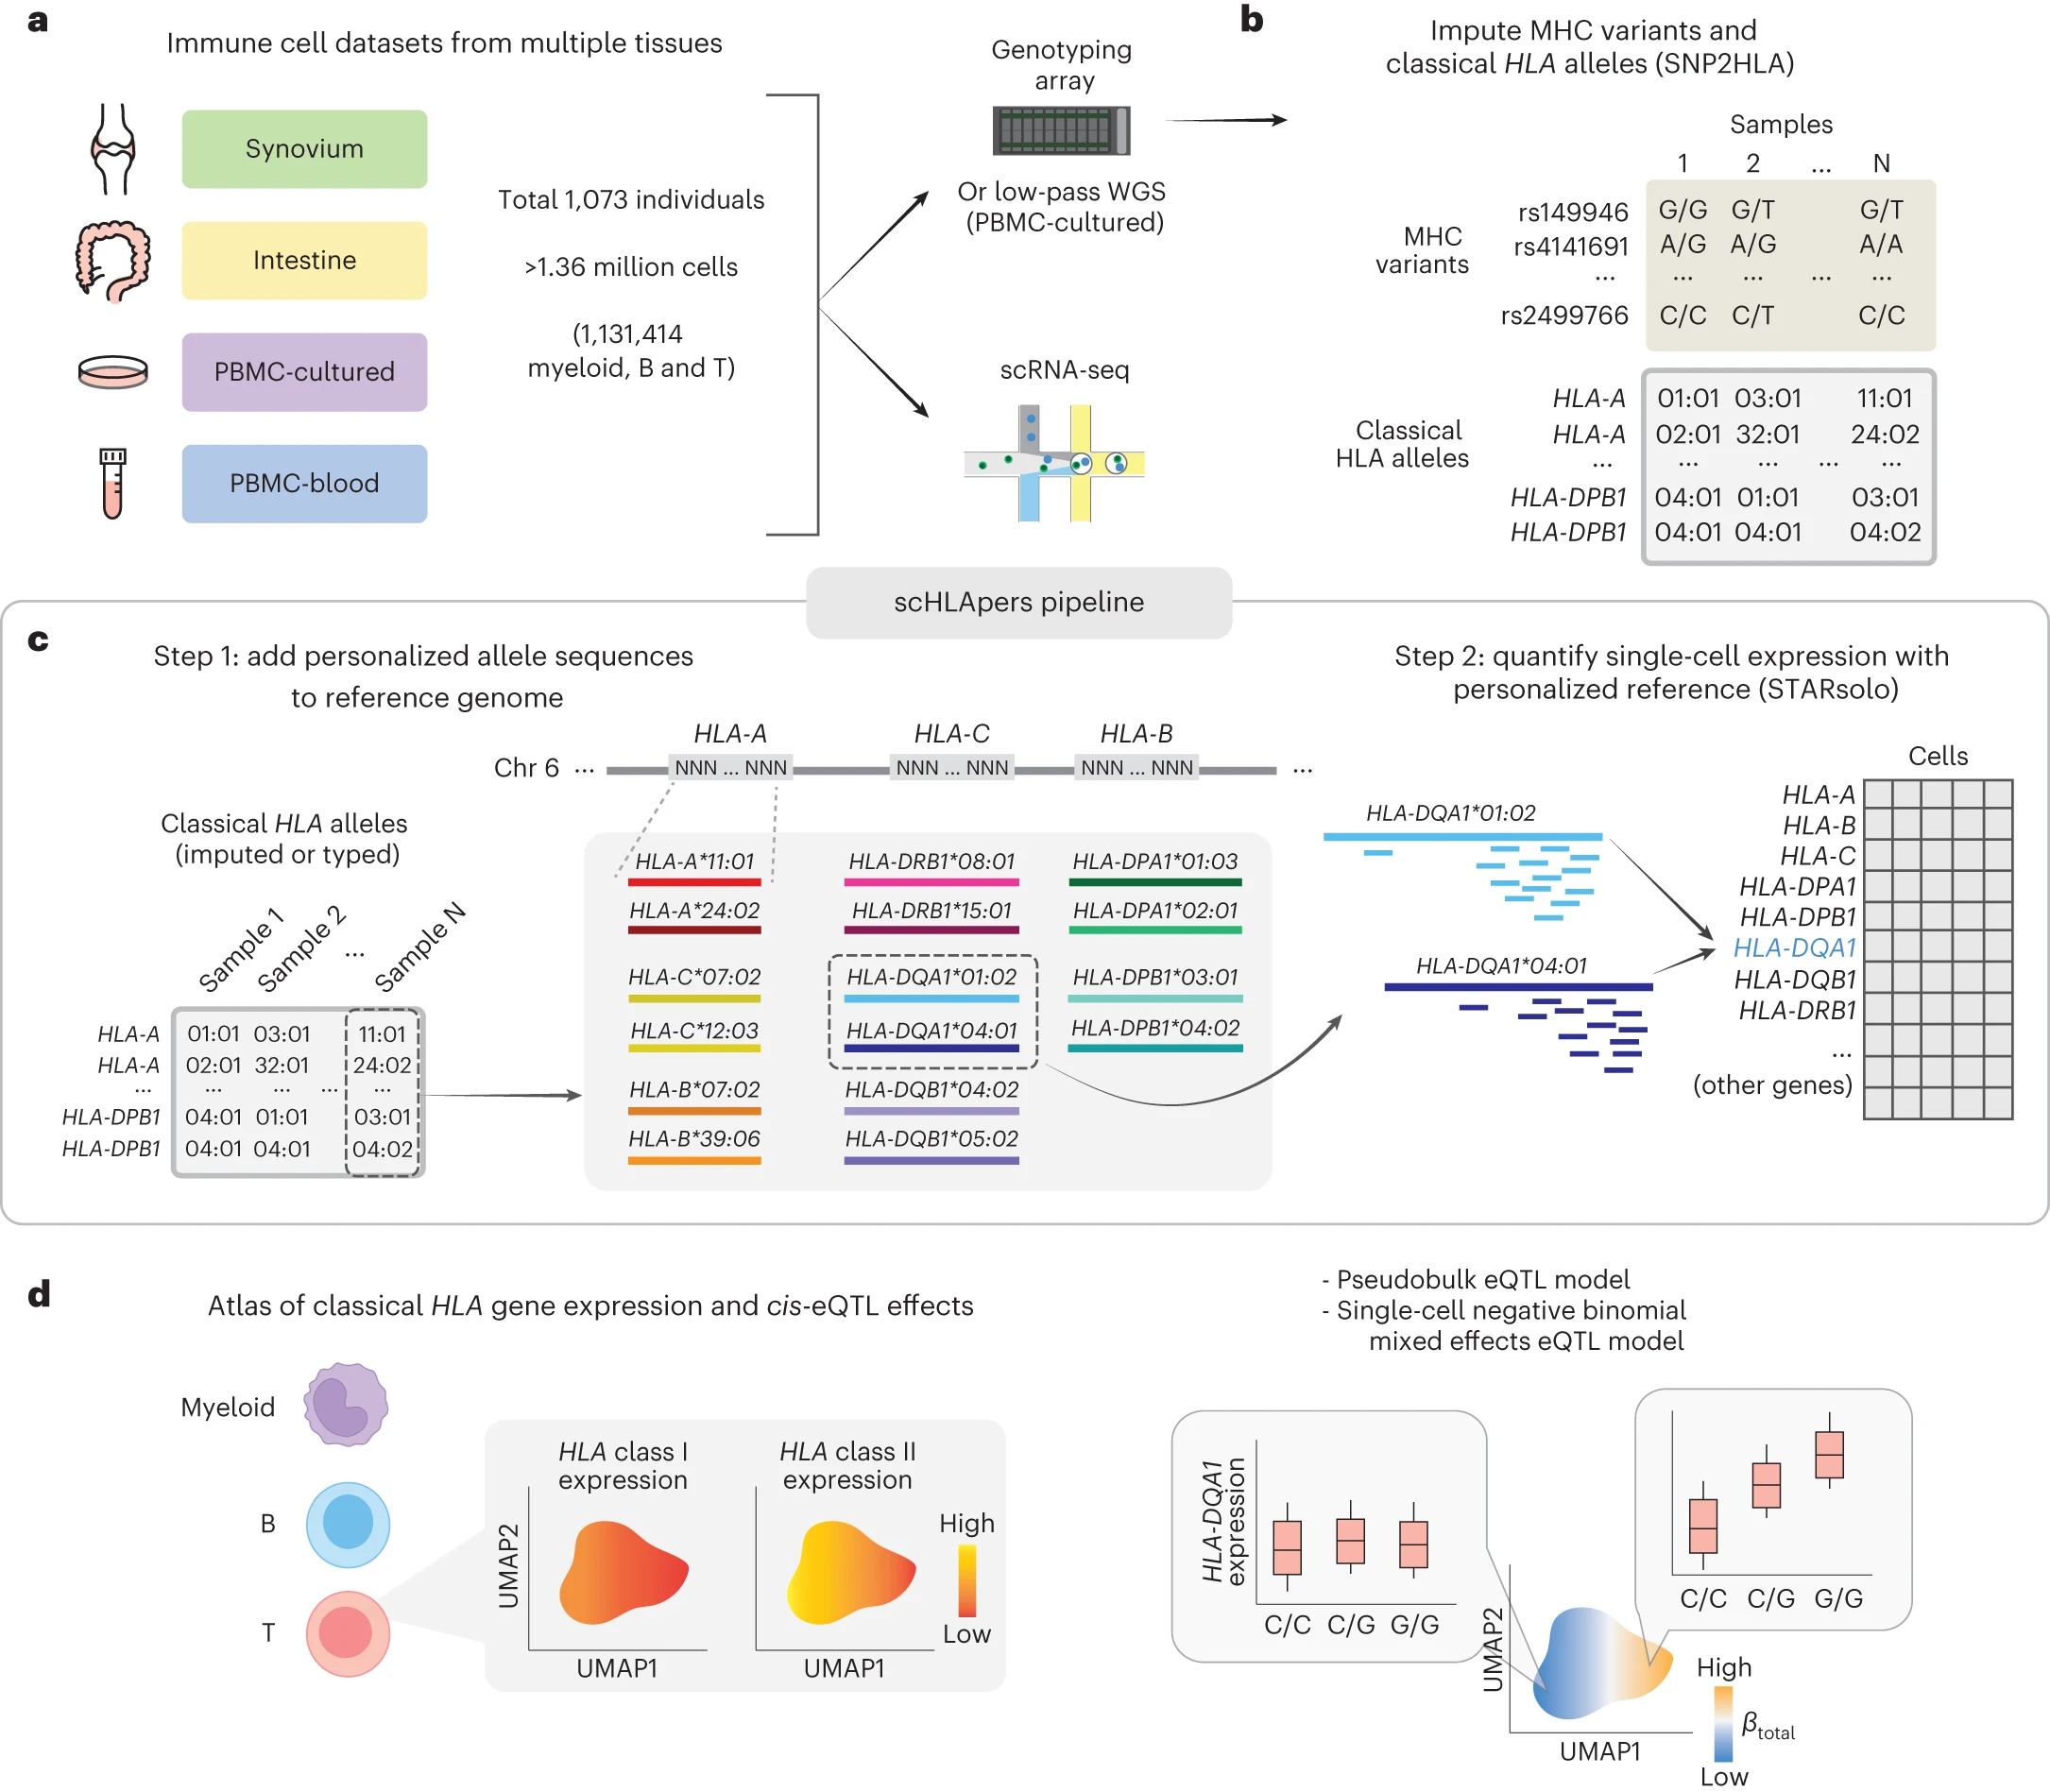 a
Immune cell datasets from multiple tissues
Synovium
Intestine
PBMC-cultured
PBMC-blood
Total 1,073 individuals
>1.36 million cells
(1,131,414
myeloid, B and T)
Genotyping
array
Or low-pass WGS
(PBMC-cultured)
scRNA-seq
b
Impute MHC variants and
classical HLA alleles (SNP2HLA)
Samples
1 2 ... N
MHC
variants
rs149946 G/G G/T G/T
rs4141691 A/G A/G A/A
... ... ... ... ...
rs2499766 C/C C/T C/C
Classical
HLA alleles
HLA-A 01:01 03:01 11:01
HLA-A 02:01 32:01 24:02
... ... ... ... ...
HLA-DPB1 04:01 01:01 03:01
HLA-DPB1 04:01 04:01 04:02
scHLApers pipeline
c
Step 1: add personalized allele sequences
to reference genome
Classical HLA alleles
(imputed or typed)
Sample 1
Sample 2
...
Sample N
HLA-A 01:01 03:01 11:01
HLA-A 02:01 32:01 24:02
... ... ... ... ...
HLA-DPB1 04:01 01:01 03:01
HLA-DPB1 04:01 04:01 04:02
HLA-A HLA-C HLA-B
Chr 6 ... NNN ... NNN NNN ... NNN NNN ... NNN ...
HLA-A*11:01
HLA-A*24:02
HLA-C*07:02
HLA-C*12:03
HLA-B*07:02
HLA-B*39:06
HLA-DRB1*08:01
HLA-DRB1*15:01
HLA-DQA1*01:02
HLA-DQA1*04:01
HLA-DQB1*04:02
HLA-DQB1*05:02
HLA-DPA1*01:03
HLA-DPA1*02:01
HLA-DPB1*03:01
HLA-DPB1*04:02
Step 2: quantify single-cell expression with
personalized reference (STARsolo)
HLA-DQA1*01:02
HLA-DQA1*04:01
Cells
HLA-A
HLA-B
HLA-C
HLA-DPA1
HLA-DPB1
HLA-DQA1
HLA-DQB1
HLA-DRB1
...
(other genes)
d
Atlas of classical HLA gene expression and cis-eQTL effects
Myeloid
B
T
HLA class I
expression
UMAP2
UMAP1
HLA class II
expression
UMAP1
High
Low
- Pseudobulk eQTL model
- Single-cell negative binomial
mixed effects eQTL model
HLA-DQA1
expression
C/C C/G G/G
C/C C/G G/G
UMAP2
UMAP1
High
βtotal
Low